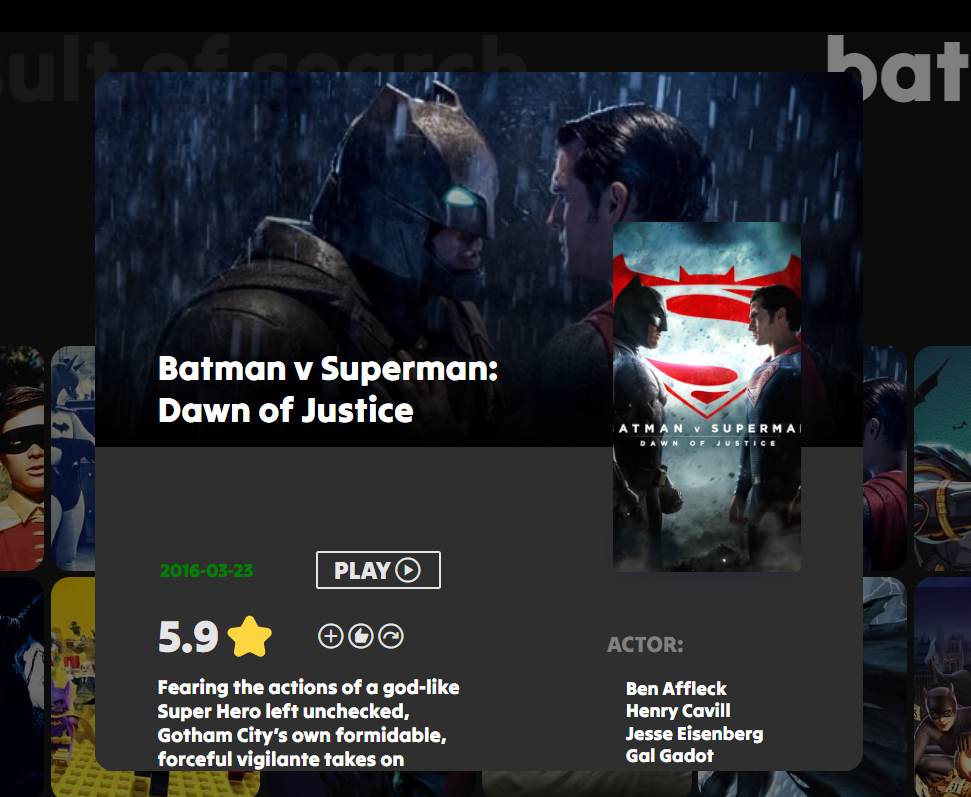 sult of search
bat
Batman v Superman:
Dawn of Justice
ATMAN v SUPERMA
DAWN OF JUSTICE
2016-03-23
PLAY
5.9
ACTOR:
Fearing the actions of a god-like
Super Hero left unchecked,
Gotham City’s own formidable,
forceful vigilante takes on
Ben Affleck
Henry Cavill
Jesse Eisenberg
Gal Gadot